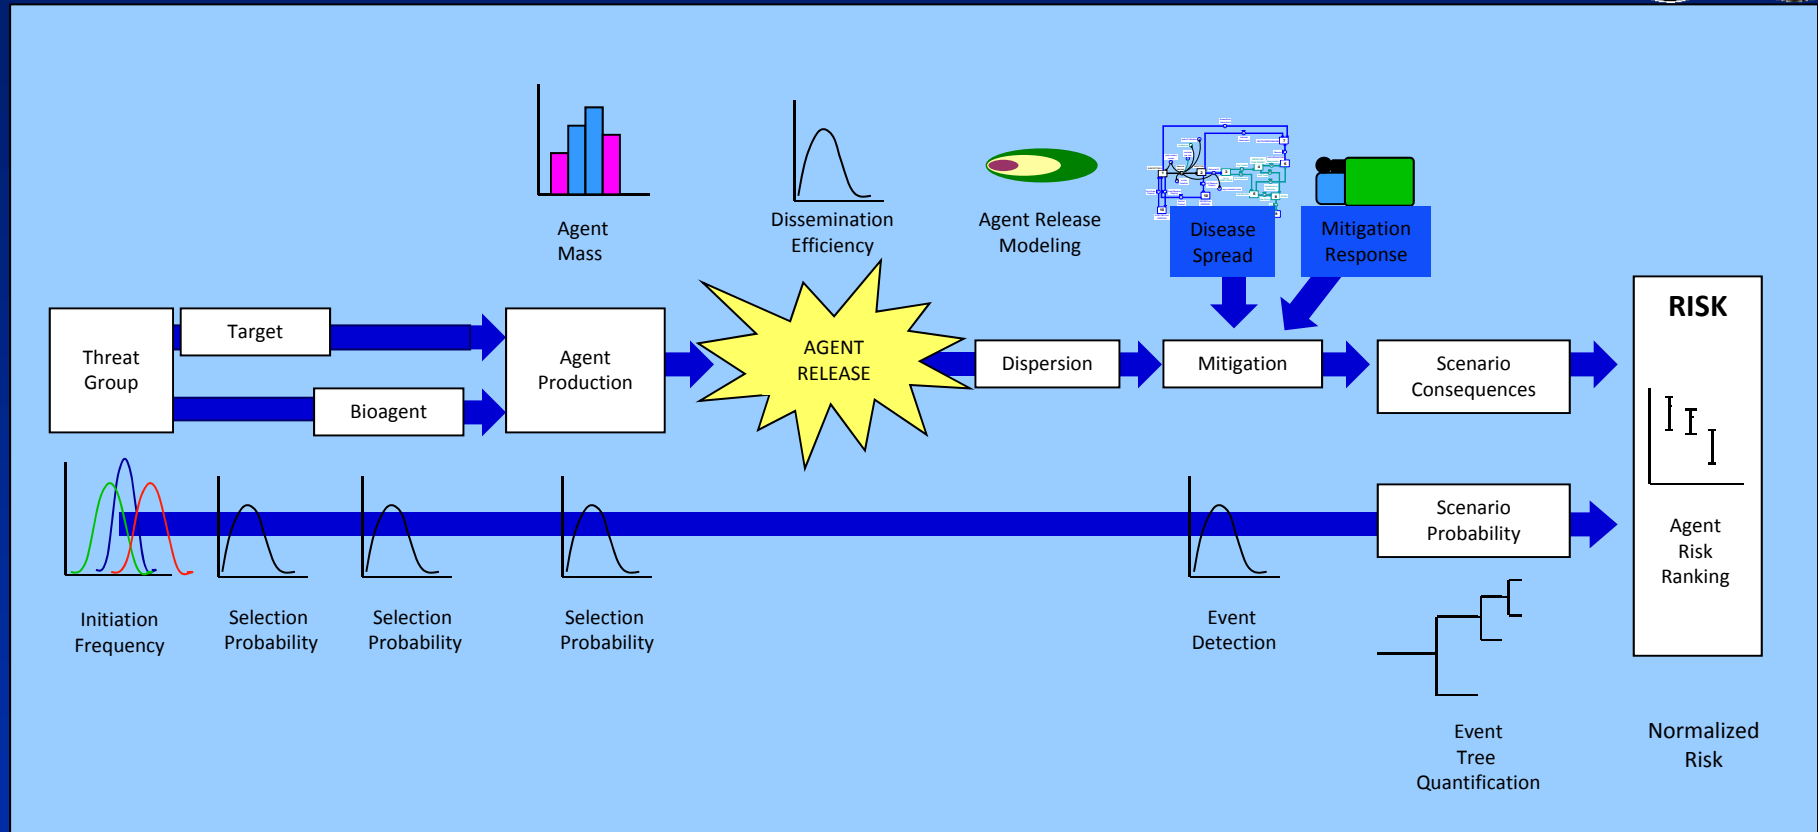 Agent
Mass
Dissemination
Efficiency
Agent Release
Modeling
Disease
Spread
Mitigation
Response
Threat
Group
Target
Bioagent
Agent
Production
AGENT
RELEASE
Dispersion
Mitigation
Scenario
Consequences
RISK
Agent
Risk
Ranking
Scenario
Probability
Initiation
Frequency
Selection
Probability
Selection
Probability
Selection
Probability
Event
Detection
Event
Tree
Quantification
Normalized
Risk